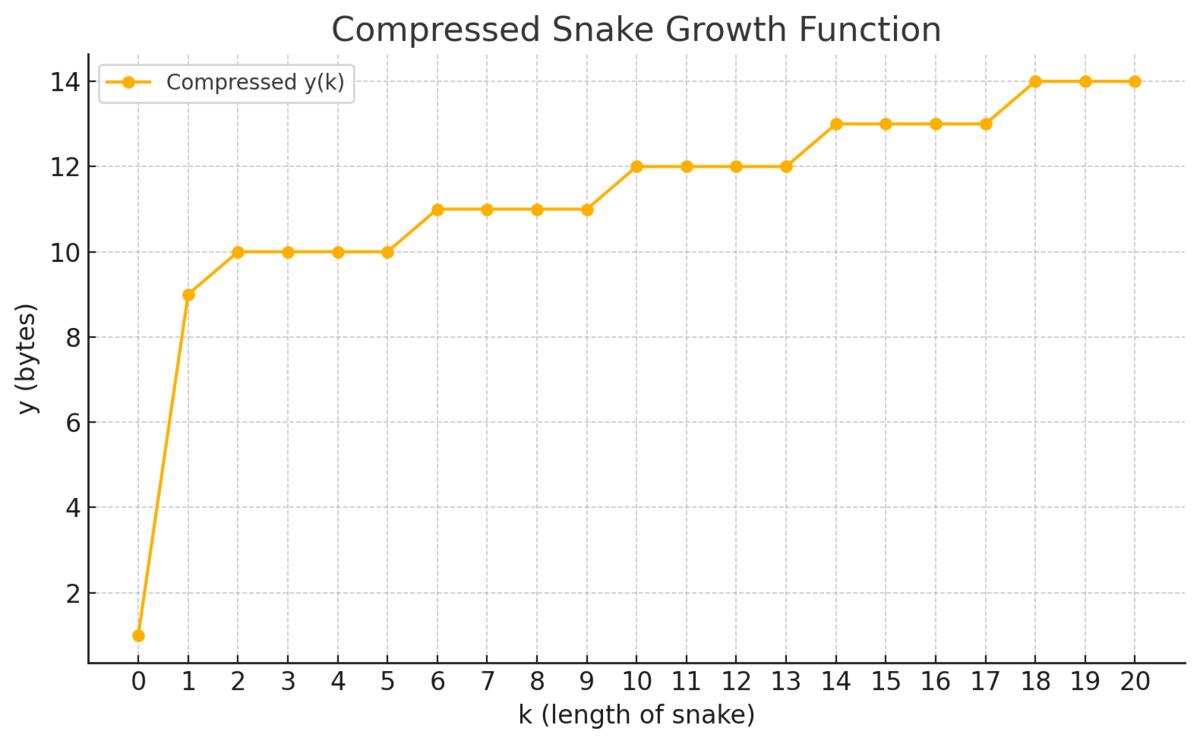 Compressed Snake Growth Function
Compressed y(k)
14
12
10
8
6
4
2
y (bytes)
0 1 2 3 4 5 6 7 8 9 10 11 12 13 14 15 16 17 18 19 20
k (length of snake)